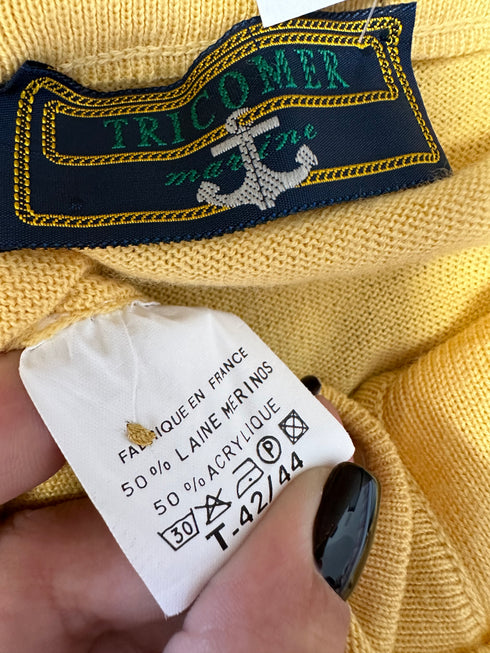 TRICOMER
marine
FABRIQUE EN FRANCE
50% LAINE MERINOS
50% ACRYLIQUE
30 P
T-42/44